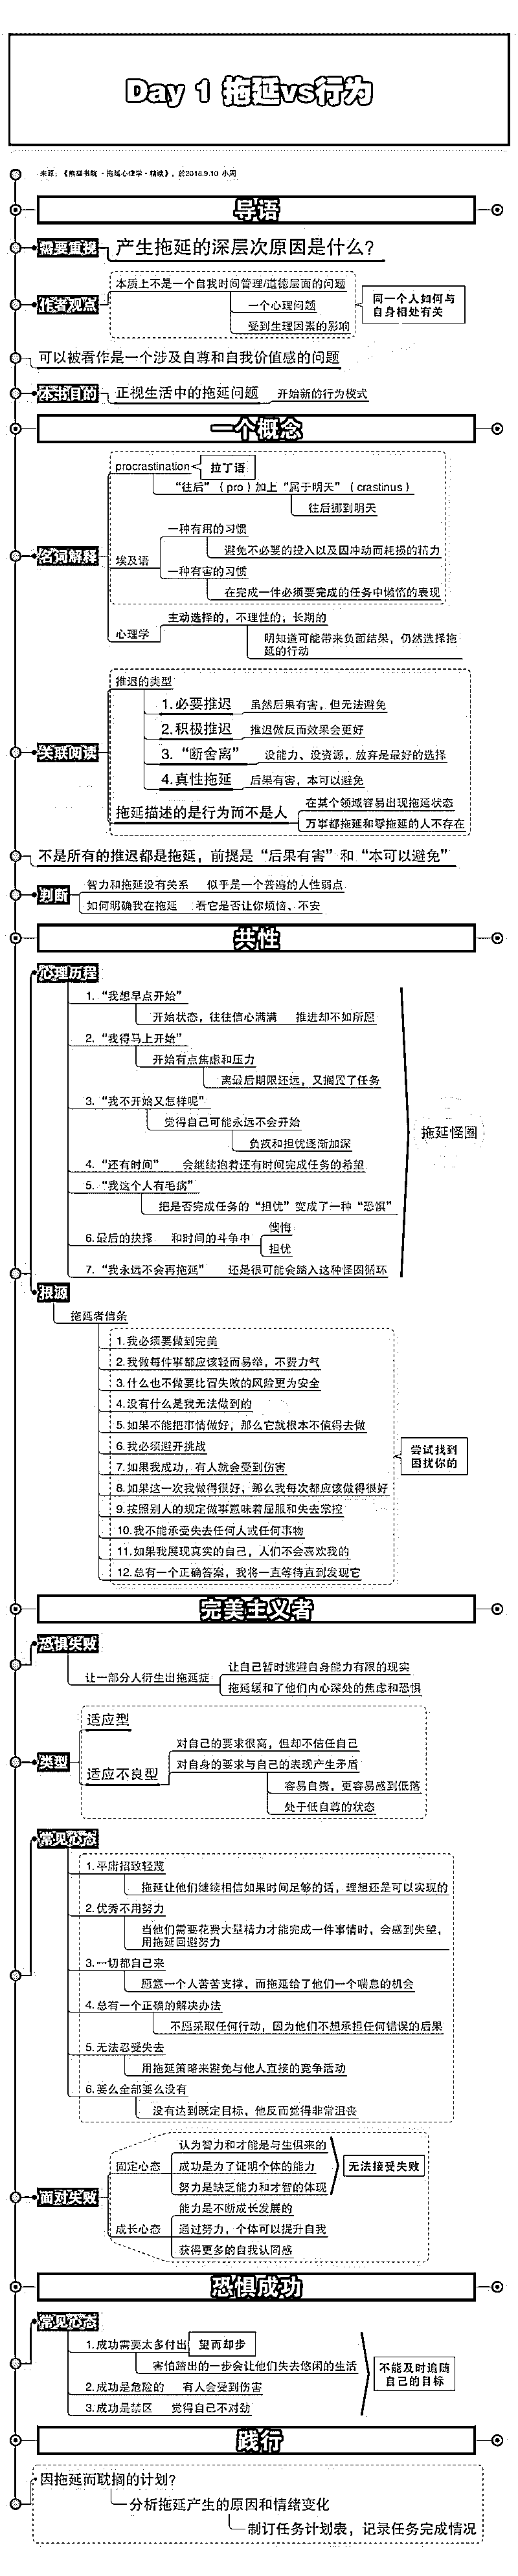 Day 1 拖延vs行为
来源：《熊猫书院·拖延心理学·精读》，於2018.9.10 小周
导语
需要重视
产生拖延的深层次原因是什么?
作者观点
本质上不是一个自我时间管理/道德层面的问题
一个心理问题
受到生理因素的影响
同一个人如何与
自身相处有关
可以被看作是一个涉及自尊和自我价值感的问题
本书目的
正视生活中的拖延问题
开始新的行为模式
一个概念
名词解释
procrastination
拉丁语
“往后”（pro）加上“属于明天”（crastinus）
往后挪到明天
埃及语
一种有用的习惯
避免不必要的投入以及因冲动而耗损的精力
一种有害的习惯
在完成一件必须要完成的任务中懒惰的表现
心理学
主动选择的，不理性的，长期的
明知道可能带来负面结果，仍然选择拖
延的行动
关联阅读
推迟的类型
1.必要推迟
虽然后果有害，但无法避免
2.积极推迟
推迟做反而效果会更好
3.“断舍离”
没能力、没资源，放弃是最好的选择
4.真性拖延
后果有害，本可以避免
拖延描述的是行为而不是人
在某个领域容易出现拖延状态
万事都拖延和零拖延的人不存在
不是所有的推迟都是拖延，前提是“后果有害”和“本可以避免”
判断
智力和拖延没有关系
似乎是一个普遍的人性弱点
如何明确我在拖延
看它是否让你烦恼、不安
共性
心理历程
1.“我想早点开始”
开始状态，往往信心满满
推进却不如所愿
2.“我得马上开始”
开始有点焦虑和压力
离最后期限还远，又搁置了任务
3.“我不开始又怎样呢”
觉得自己可能永远不会开始
负疚和担忧逐渐加深
4.“还有时间”
会继续抱着还有时间完成任务的希望
5.“我这个人有毛病”
把是否完成任务的“担忧”变成了一种“恐惧”
6.最后的抉择
和时间的斗争中
懊悔
担忧
7.“我永远不会再拖延”
还是很可能会踏入这种怪圈循环
拖延怪圈
根源
拖延者信条
1.我必须要做到完美
2.我做每件事都应该轻而易举，不费力气
3.什么也不做要比冒失败的风险更为安全
4.没有什么是我无法做到的
5.如果不能把事情做好，那么它就根本不值得去做
6.我必须避开挑战
7.如果我成功，有人就会受到伤害
8.如果这一次我做得很好，那么我每次都应该做得很好
9.按照别人的规定做事意味着屈服和失去掌控
10.我不能承受失去任何人或任何事物
11.如果我展现真实的自己，人们不会喜欢我的
12.总有一个正确答案，我将一直等待直到发现它
尝试找到
困扰你的
完美主义者
恐惧失败
让一部分人衍生出拖延症
让自己暂时逃避自身能力有限的现实
拖延缓和了他们内心深处的焦虑和恐惧
类型
适应型
适应不良型
对自己的要求很高，但却不信任自己
对自身的要求与自己的表现产生矛盾
容易自责，更容易感到低落
处于低自尊的状态
常见心态
1.平庸招致轻蔑
拖延让他们继续相信如果时间足够的话，理想还是可以实现的
2.优秀不用努力
当他们需要花费大量精力才能完成一件事情时，会感到失望，
用拖延回避努力
3.一切都自己来
愿意一个人苦苦支撑，而拖延给了他们一个喘息的机会
4.总有一个正确的解决办法
不愿采取任何行动，因为他们不想承担任何错误的后果
5.无法忍受失去
用拖延策略来避免与他人直接的竞争活动
6.要么全部要么没有
没有达到既定目标，他反而觉得非常沮丧
面对失败
固定心态
认为智力和才能是与生俱来的
成功是为了证明个体的能力
努力是缺乏能力和才智的体现
无法接受失败
成长心态
能力是不断成长发展的
通过努力，个体可以提升自我
获得更多的自我认同感
恐惧成功
常见心态
1.成功需要太多付出
望而却步
害怕踏出的一步会让他们失去悠闲的生活
2.成功是危险的
有人会受到伤害
3.成功是禁区
觉得自己不对劲
不能及时追随
自己的目标
践行
因拖延而耽搁的计划?
分析拖延产生的原因和情绪变化
制订任务计划表，记录任务完成情况